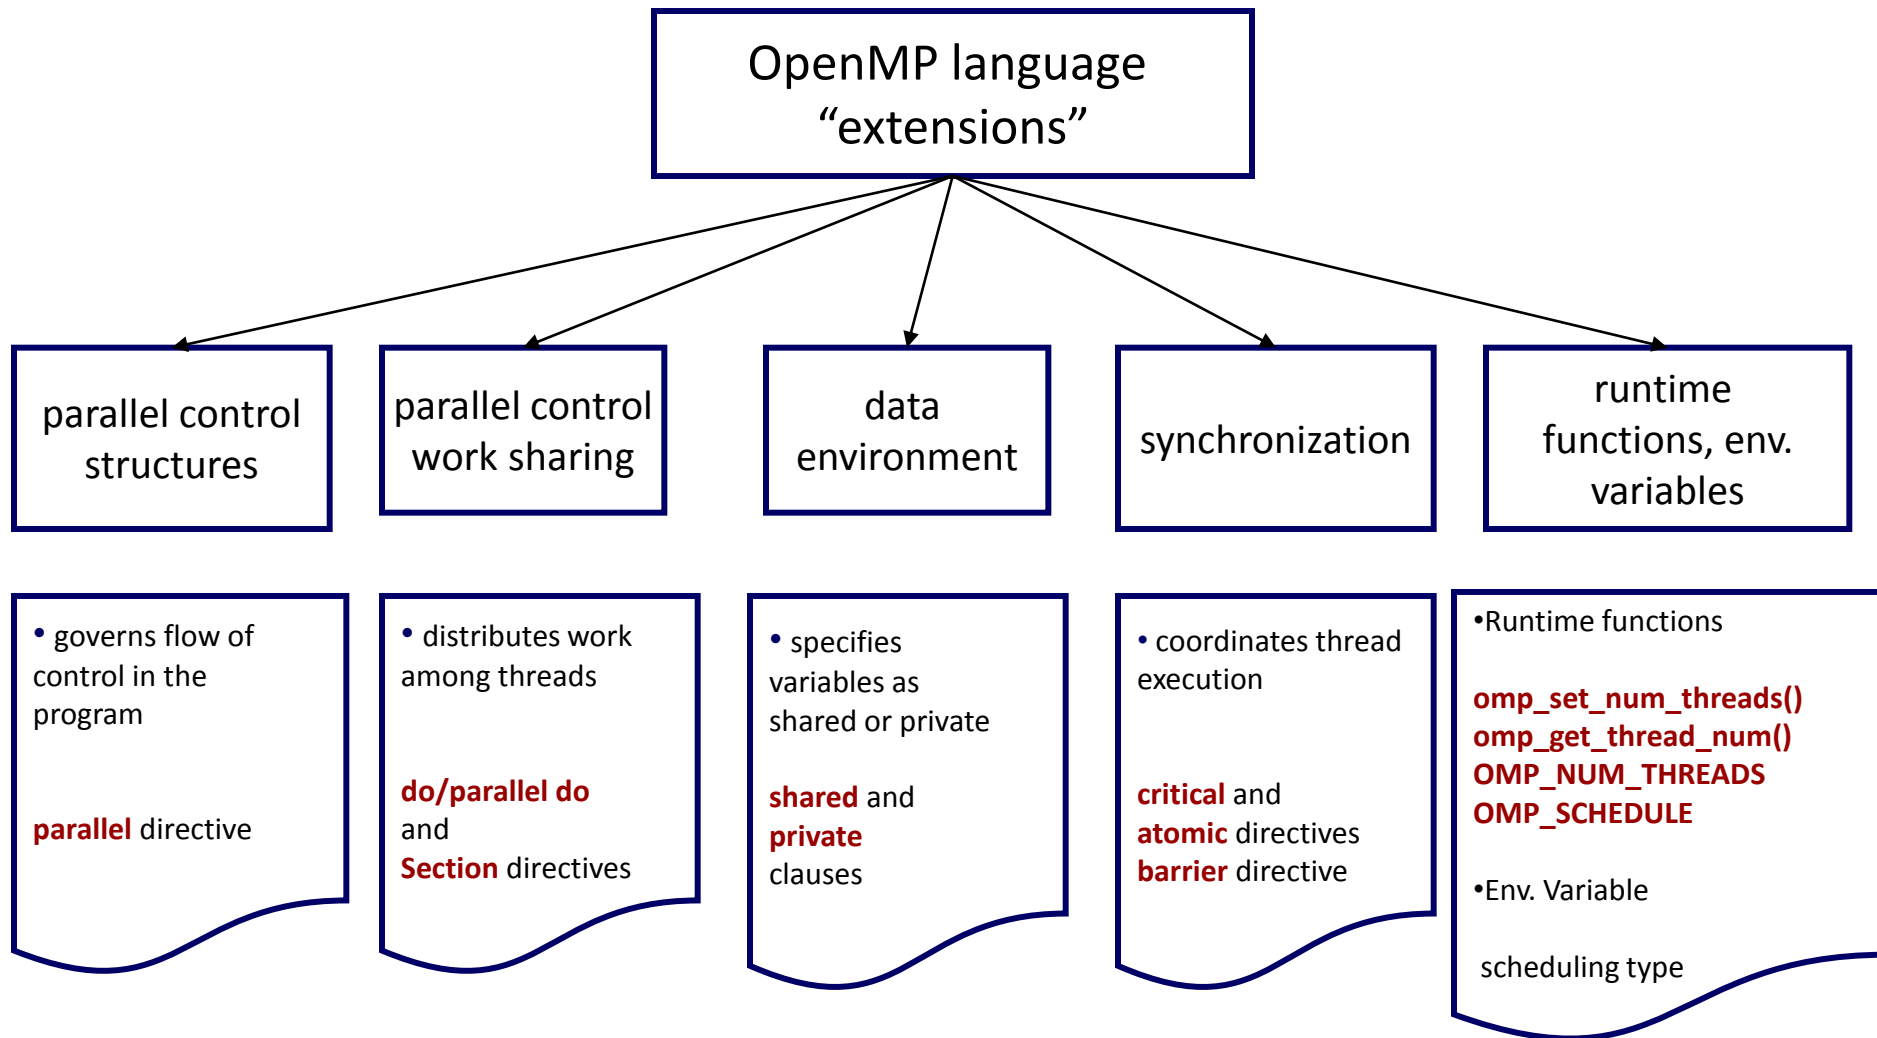 OpenMP language
“extensions”
parallel control
structures
parallel control
work sharing
data
environment
synchronization
runtime
functions, env.
variables
• governs flow of
control in the
program
parallel directive
• distributes work
among threads
do/parallel do
and
Section directives
• specifies
variables as
shared or private
shared and
private
clauses
• coordinates thread
execution
critical and
atomic directives
barrier directive
•Runtime functions
omp_set_num_threads()
omp_get_thread_num()
OMP_NUM_THREADS
OMP_SCHEDULE
•Env. Variable
scheduling type